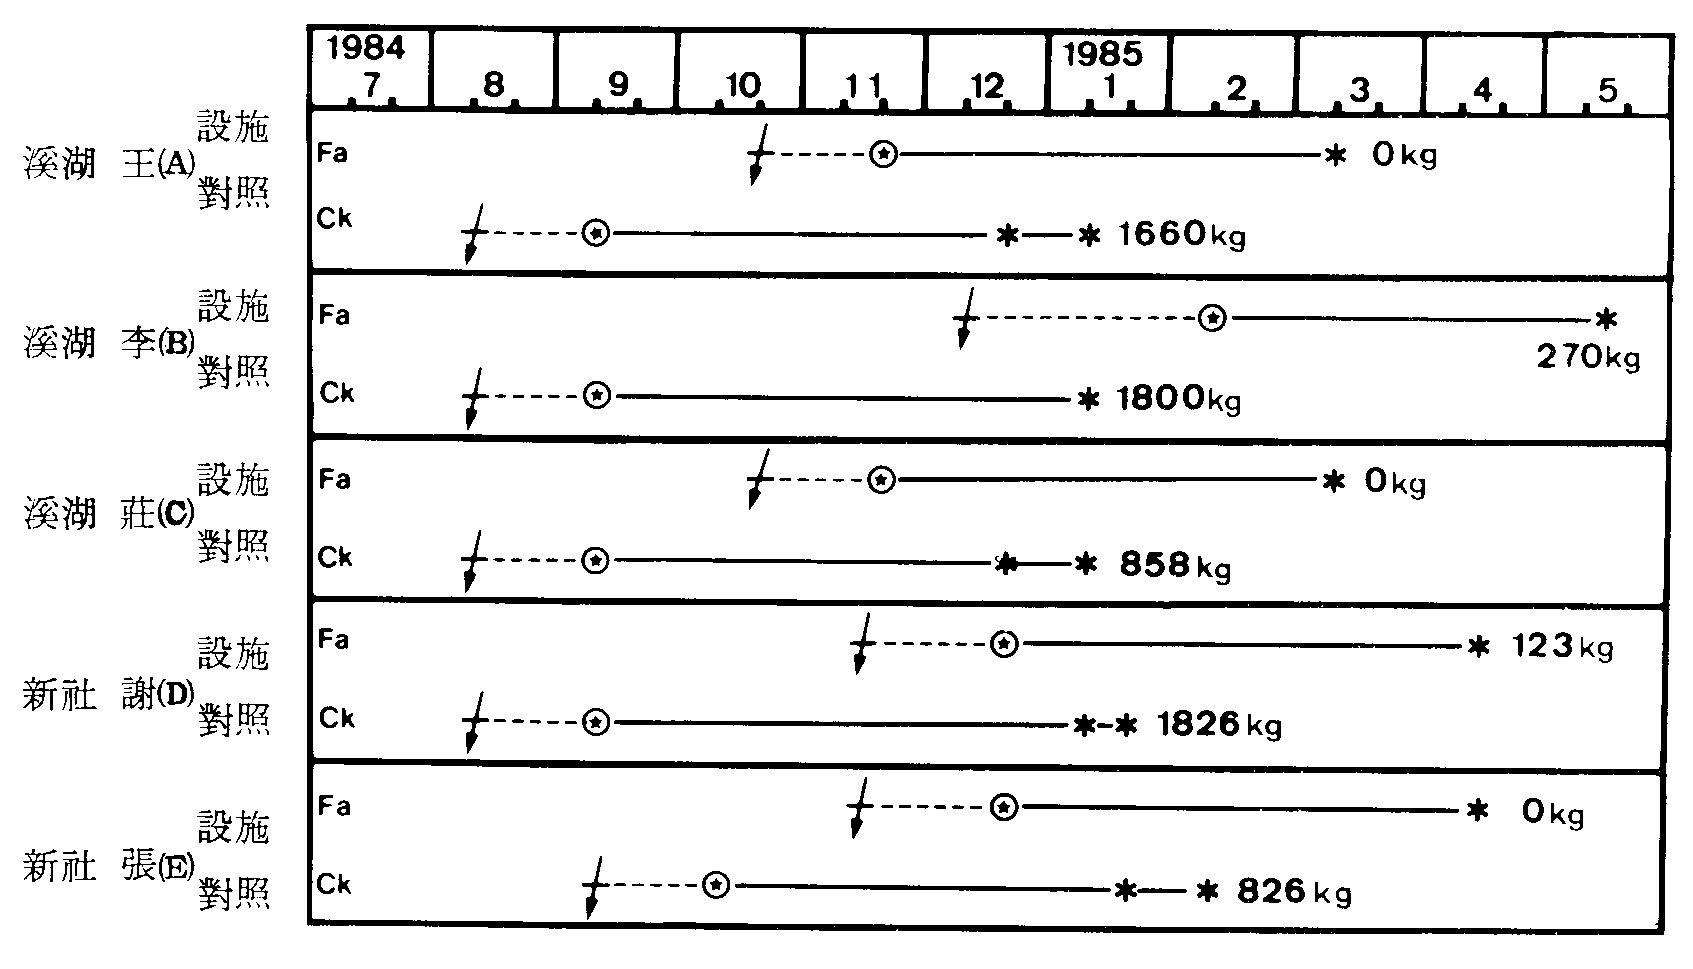 1984 1985
7 8 9 10 11 12 1 2 3 4 5
設施
溪湖 王(A) Fa 0kg
對照
Ck 1660kg
設施 Fa
溪湖 李(B) 270kg
對照
Ck 1800kg
設施 Fa 0kg
溪湖 莊(C)
對照 Ck 858kg
設施 Fa 123kg
新社 謝(D)
對照 Ck 1826kg
設施 Fa 0kg
新社 張(E)
對照 Ck 826kg